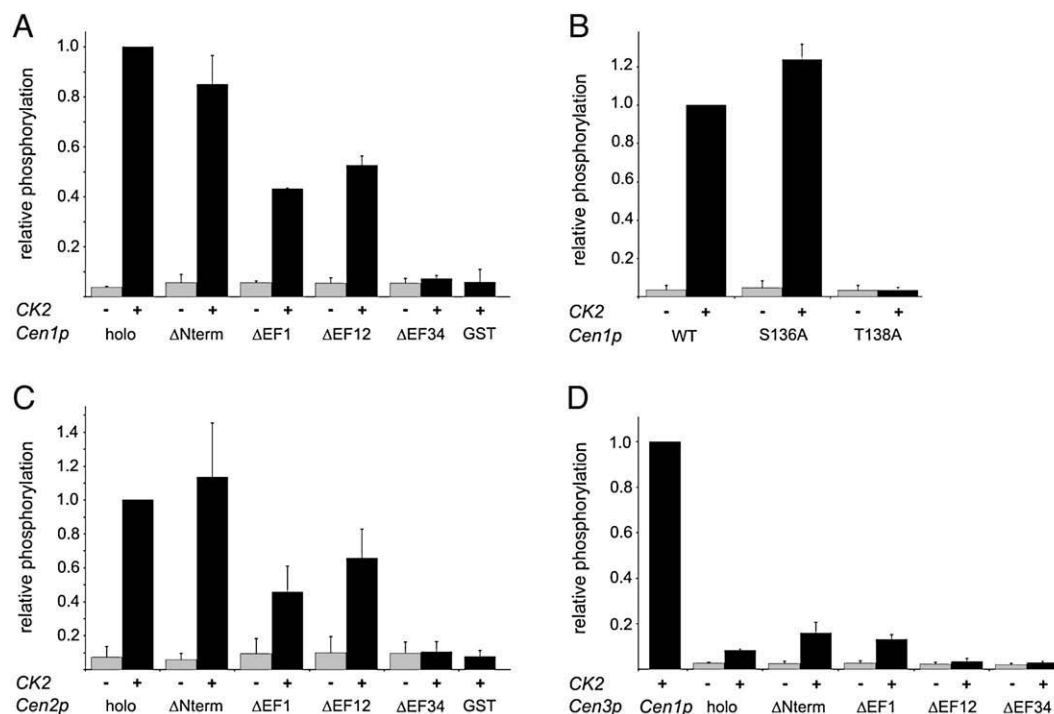 A
relative phosphorylation
1.0
0.8
0.6
0.4
0.2
CK2 - + - + - + - + - + +
Cen1p holo ΔNterm ΔEF1 ΔEF12 ΔEF34 GST
B
relative phosphorylation
1.2
1.0
0.8
0.6
0.4
0.2
CK2 - + - + - +
Cen1p WT S136A T138A
C
relative phosphorylation
1.4
1.2
1.0
0.8
0.6
0.4
0.2
CK2 - + - + - + - + - + +
Cen2p holo ΔNterm ΔEF1 ΔEF12 ΔEF34 GST
D
relative phosphorylation
1.0
0.8
0.6
0.4
0.2
CK2 + - + - + - + - + - +
Cen3p Cen1p holo ΔNterm ΔEF1 ΔEF12 ΔEF34